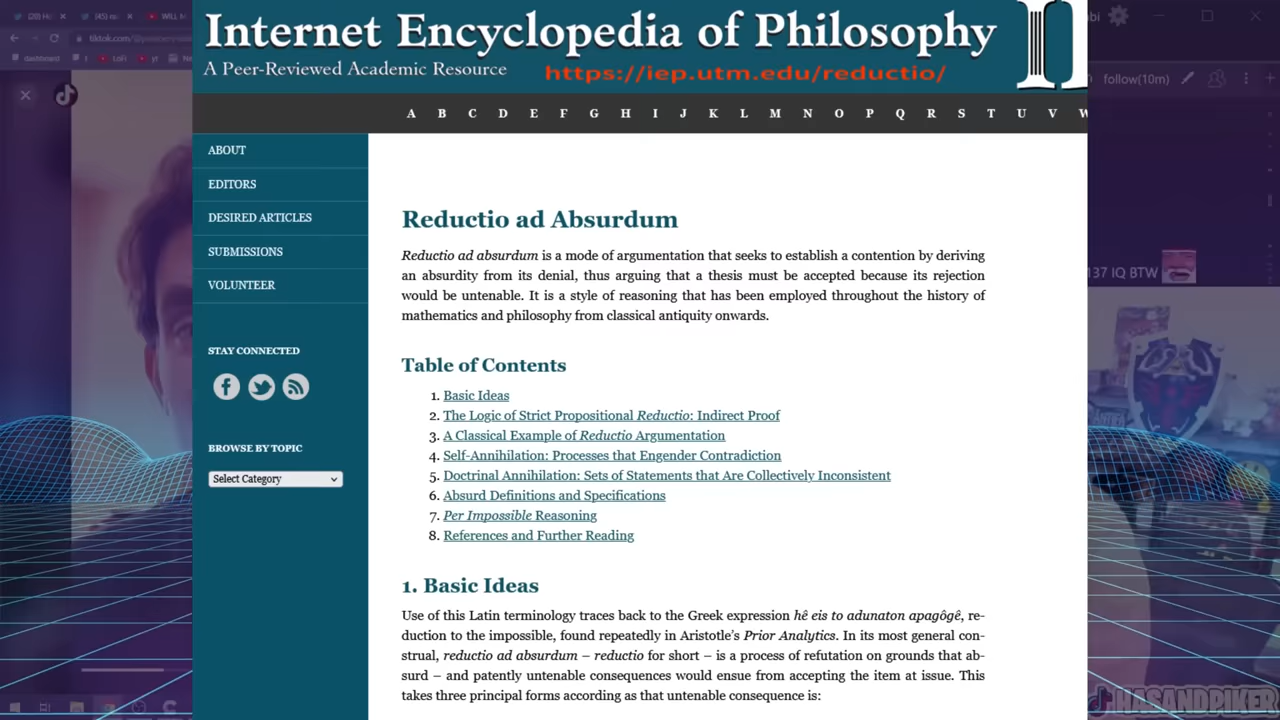 (20) H
(45) c
WILL M
tiktok.com/@
dashboard
LoFi
yt
Internet Encyclopedia of Philosophy
A Peer-Reviewed Academic Resource
https://iep.utm.edu/reductio/
follow(10m)
A B C D E F G H I J K L M N O P Q R S T U V W
ABOUT
EDITORS
DESIRED ARTICLES
SUBMISSIONS
VOLUNTEER
STAY CONNECTED
BROWSE BY TOPIC
Select Category
Reductio ad Absurdum
Reductio ad absurdum is a mode of argumentation that seeks to establish a contention by deriving
an absurdity from its denial, thus arguing that a thesis must be accepted because its rejection
would be untenable. It is a style of reasoning that has been employed throughout the history of
mathematics and philosophy from classical antiquity onwards.
Table of Contents
1. Basic Ideas
2. The Logic of Strict Propositional Reductio: Indirect Proof
3. A Classical Example of Reductio Argumentation
4. Self-Annihilation: Processes that Engender Contradiction
5. Doctrinal Annihilation: Sets of Statements that Are Collectively Inconsistent
6. Absurd Definitions and Specifications
7. Per Impossible Reasoning
8. References and Further Reading
1. Basic Ideas
Use of this Latin terminology traces back to the Greek expression hê eis to adunaton apagôgê, re-
duction to the impossible, found repeatedly in Aristotle's Prior Analytics. In its most general con-
strual, reductio ad absurdum – reductio for short – is a process of refutation on grounds that ab-
surd – and patently untenable consequences would ensue from accepting the item at issue. This
takes three principal forms according as that untenable consequence is:
137 IQ BTW
HASANDPIKER